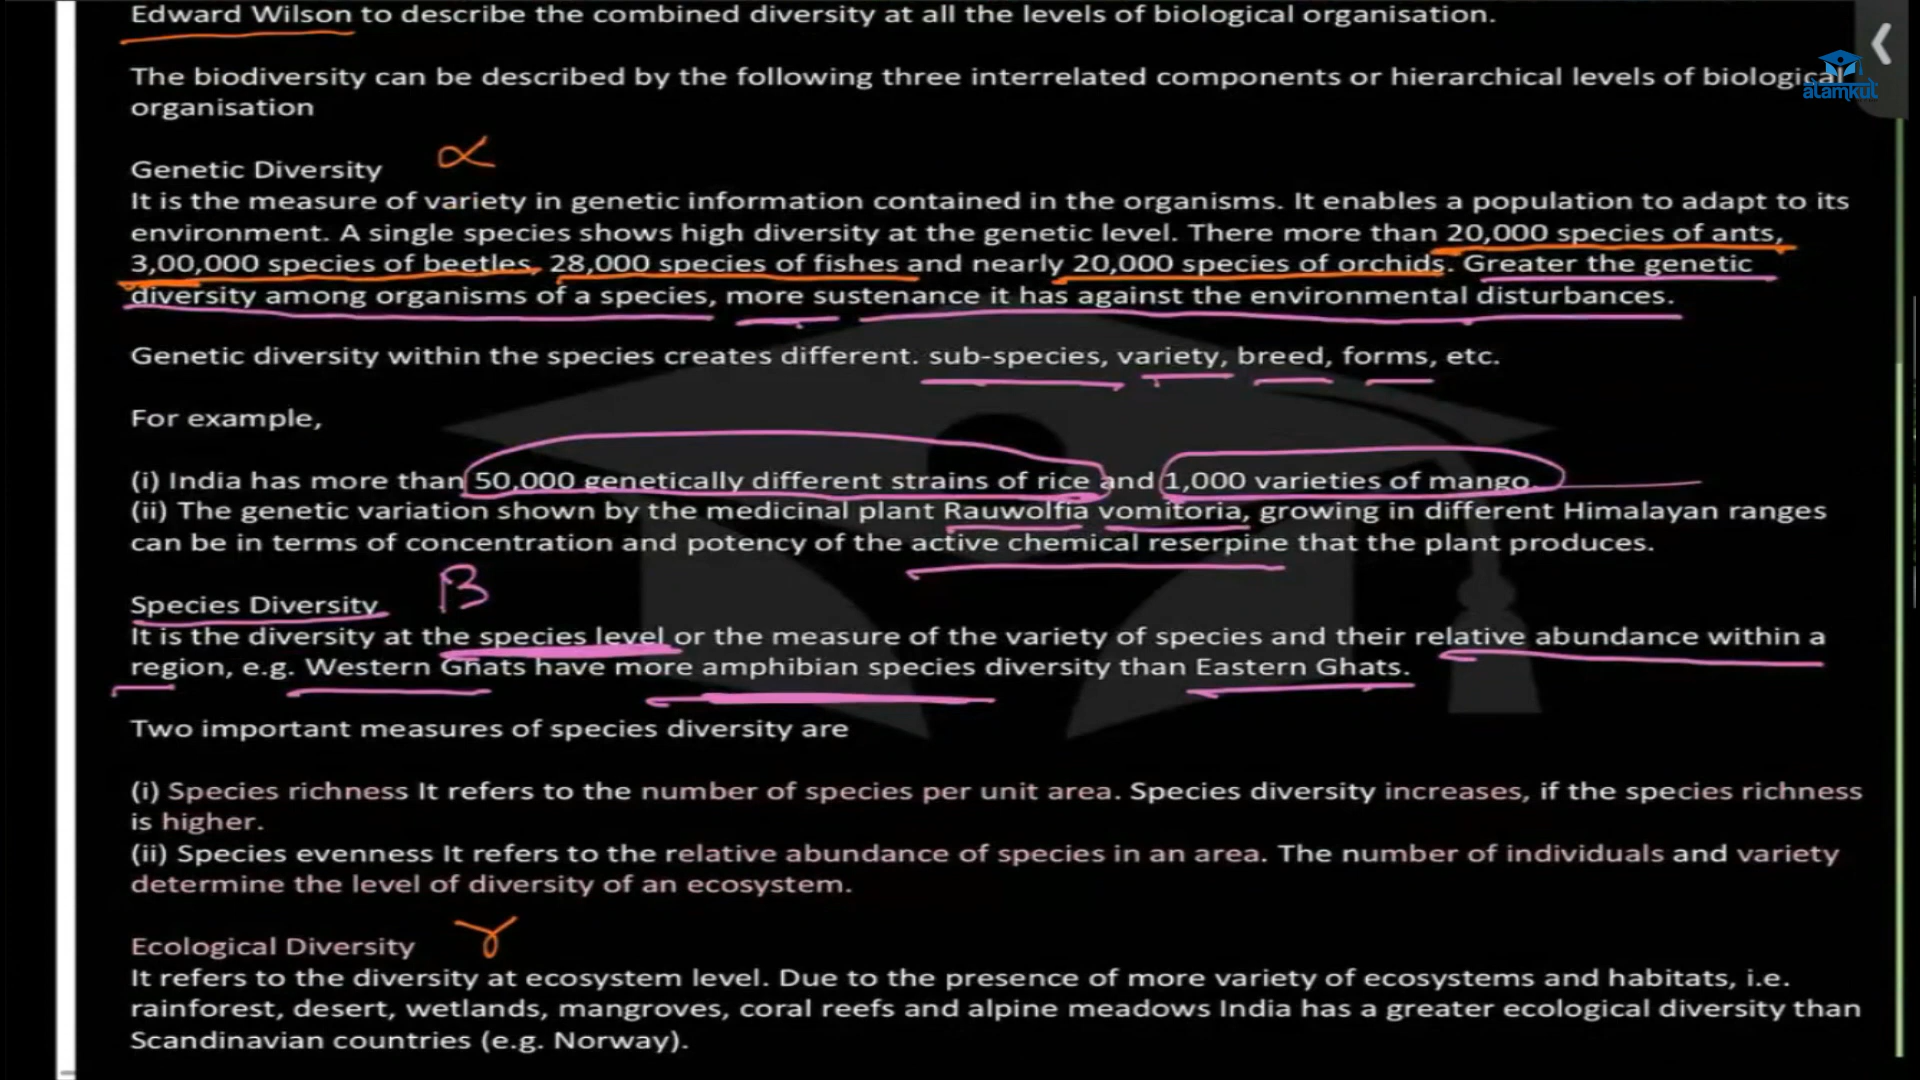 Edward Wilson to describe the combined diversity at all the levels of biological organisation.
The biodiversity can be described by the following three interrelated components or hierarchical levels of biological
organisation
alamkut
Genetic Diversity α
It is the measure of variety in genetic information contained in the organisms. It enables a population to adapt to its
environment. A single species shows high diversity at the genetic level. There more than 20,000 species of ants,
3,00,000 species of beetles, 28,000 species of fishes and nearly 20,000 species of orchids. Greater the genetic
diversity among organisms of a species, more sustenance it has against the environmental disturbances.
Genetic diversity within the species creates different. sub-species, variety, breed, forms, etc.
For example,
(i) India has more than 50,000 genetically different strains of rice and 1,000 varieties of mango.
(ii) The genetic variation shown by the medicinal plant Rauwolfia vomitoria, growing in different Himalayan ranges
can be in terms of concentration and potency of the active chemical reserpine that the plant produces.
Species Diversity β
It is the diversity at the species level or the measure of the variety of species and their relative abundance within a
region, e.g. Western Ghats have more amphibian species diversity than Eastern Ghats.
Two important measures of species diversity are
(i) Species richness It refers to the number of species per unit area. Species diversity increases, if the species richness
is higher.
(ii) Species evenness It refers to the relative abundance of species in an area. The number of individuals and variety
determine the level of diversity of an ecosystem.
Ecological Diversity γ
It refers to the diversity at ecosystem level. Due to the presence of more variety of ecosystems and habitats, i.e.
rainforest, desert, wetlands, mangroves, coral reefs and alpine meadows India has a greater ecological diversity than
Scandinavian countries (e.g. Norway).